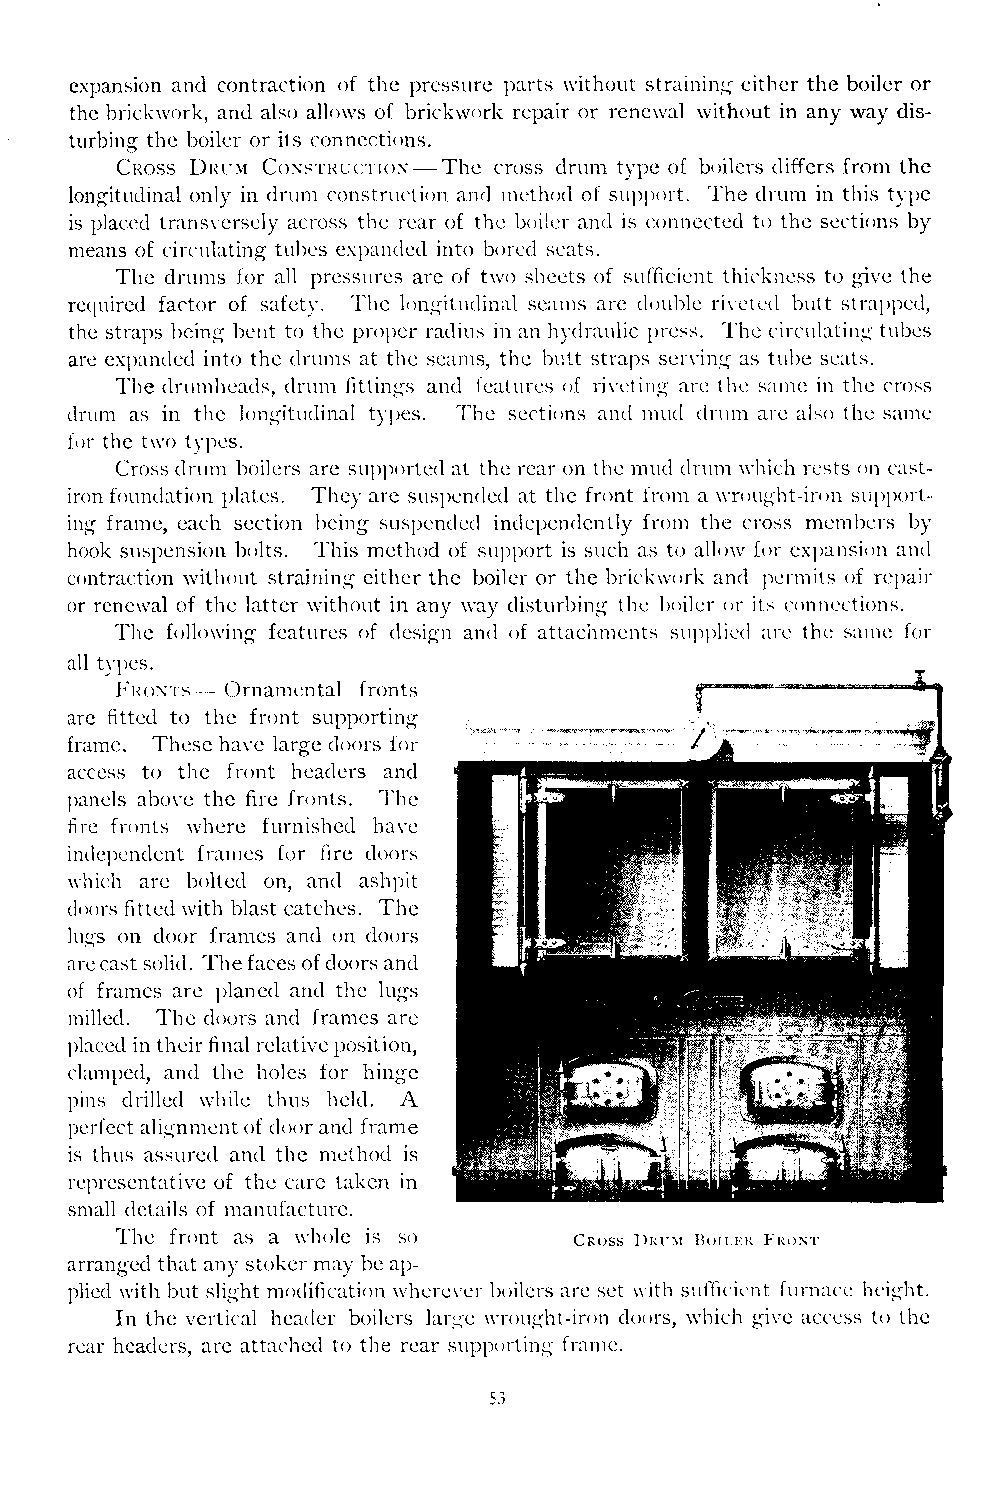 expansion and contraction of the pressure parts without straining either the boiler or
the brickwork, and also allows of brickwork repair or renewal without in any way dis-
turbing the boiler or its connections.
Cross Drum Construction—The cross drum type of boilers differs from the
longitudinal only in drum construction and method of support. The drum in this type
is placed transversely across the rear of the boiler and is connected to the sections by
means of circulating tubes expanded into bored seats.
The drums for all pressures are of two sheets of sufficient thickness to give the
required factor of safety. The longitudinal seams are double riveted butt strapped,
the straps being bent to the proper radius in an hydraulic press. The circulating tubes
are expanded into the drums at the seams, the butt straps serving as tube seats.
The drumheads, drum fittings and features of riveting are the same in the cross
drum as in the longitudinal types. The sections and mud drum are also the same
for the two types.
Cross drum boilers are supported at the rear on the mud drum which rests on cast-
iron foundation plates. They are suspended at the front from a wrought-iron support-
ing frame, each section being suspended independently from the cross members by
hook suspension bolts. This method of support is such as to allow for expansion and
contraction without straining either the boiler or the brickwork and permits of repair
or renewal of the latter without in any way disturbing the boiler or its connections.
The following features of design and of attachments supplied are the same for
all types.
Fronts—Ornamental fronts
are fitted to the front supporting
frame. These have large doors for
access to the front headers and
panels above the fire fronts. The
fire fronts where furnished have
independent frames for fire doors
which are bolted on, and ashpit
doors fitted with blast catches. The
lugs on door frames and on doors
are cast solid. The faces of doors and
of frames are planed and the lugs
milled. The doors and frames are
placed in their final relative position,
clamped, and the holes for hinge
pins drilled while thus held. A
perfect alignment of door and frame
is thus assured and the method is
representative of the care taken in
small details of manufacture.
The front as a whole is so
arranged that any stoker may be ap-
plied with but slight modification wherever boilers are set with sufficient furnace height.
In the vertical header boilers large wrought-iron doors, which give access to the
rear headers, are attached to the rear supporting frame.
Cross Drum Boiler Front
53